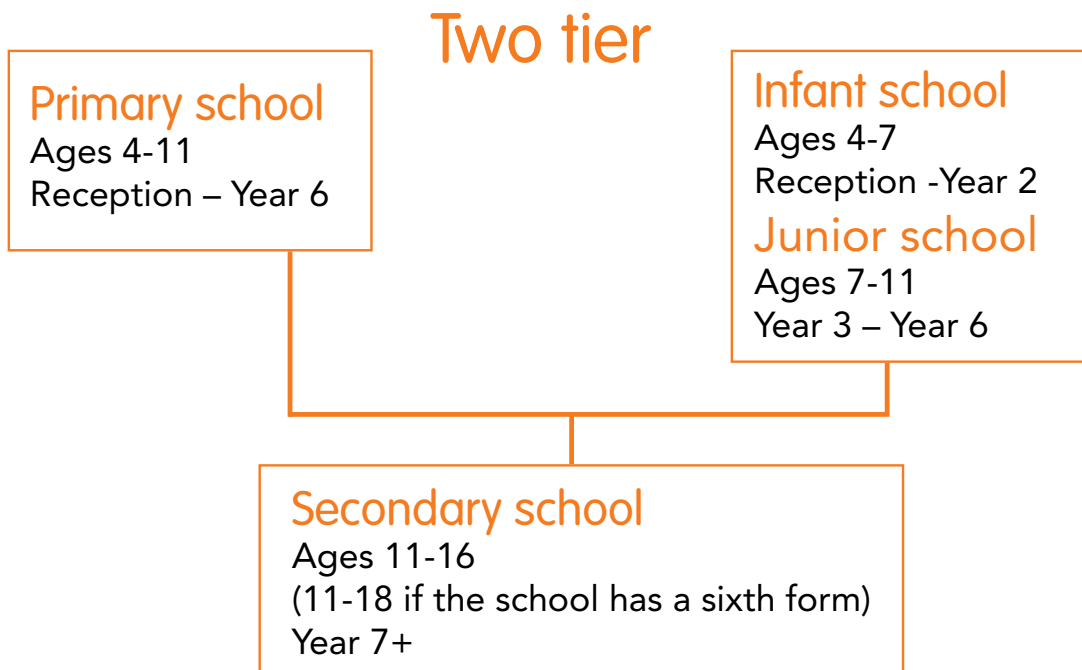 Two tier
Primary school
Ages 4-11
Reception – Year 6
Infant school
Ages 4-7
Reception -Year 2
Junior school
Ages 7-11
Year 3 – Year 6
Secondary school
Ages 11-16
(11-18 if the school has a sixth form)
Year 7+